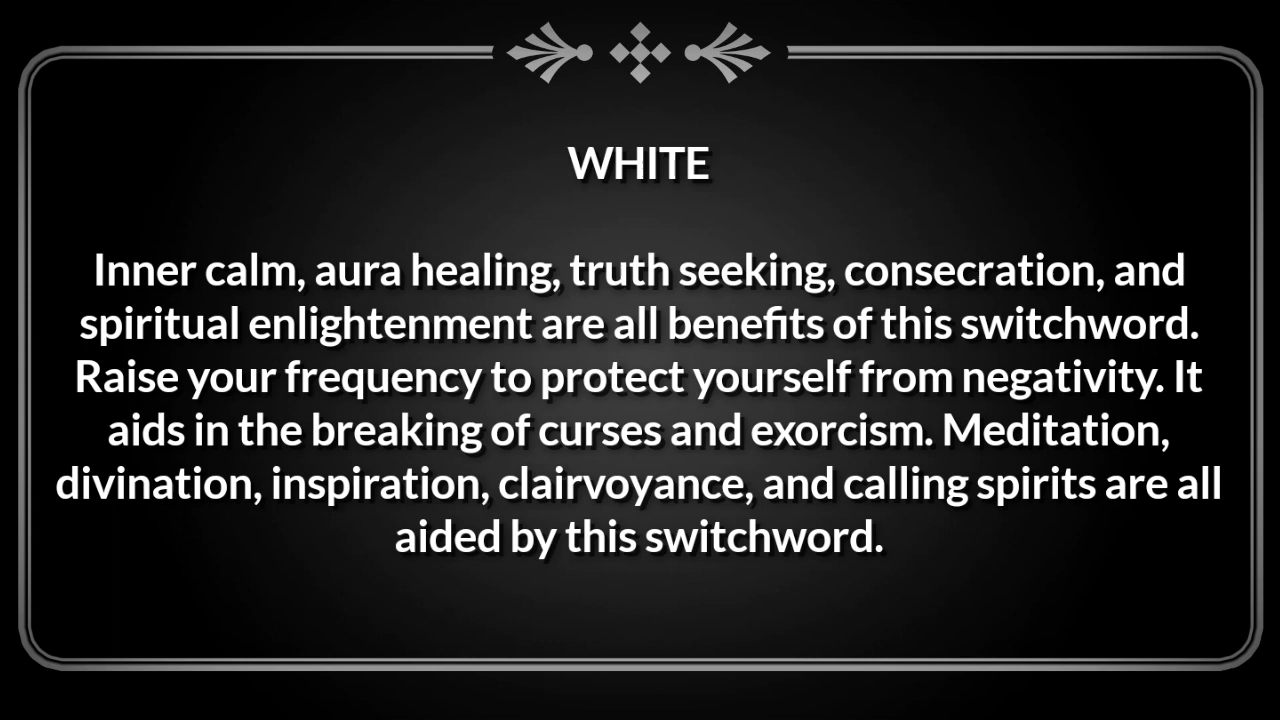 WHITE
Inner calm, aura healing, truth seeking, consecration, and
spiritual enlightenment are all benefits of this switchword.
Raise your frequency to protect yourself from negativity. It
aids in the breaking of curses and exorcism. Meditation,
divination, inspiration, clairvoyance, and calling spirits are all
aided by this switchword.